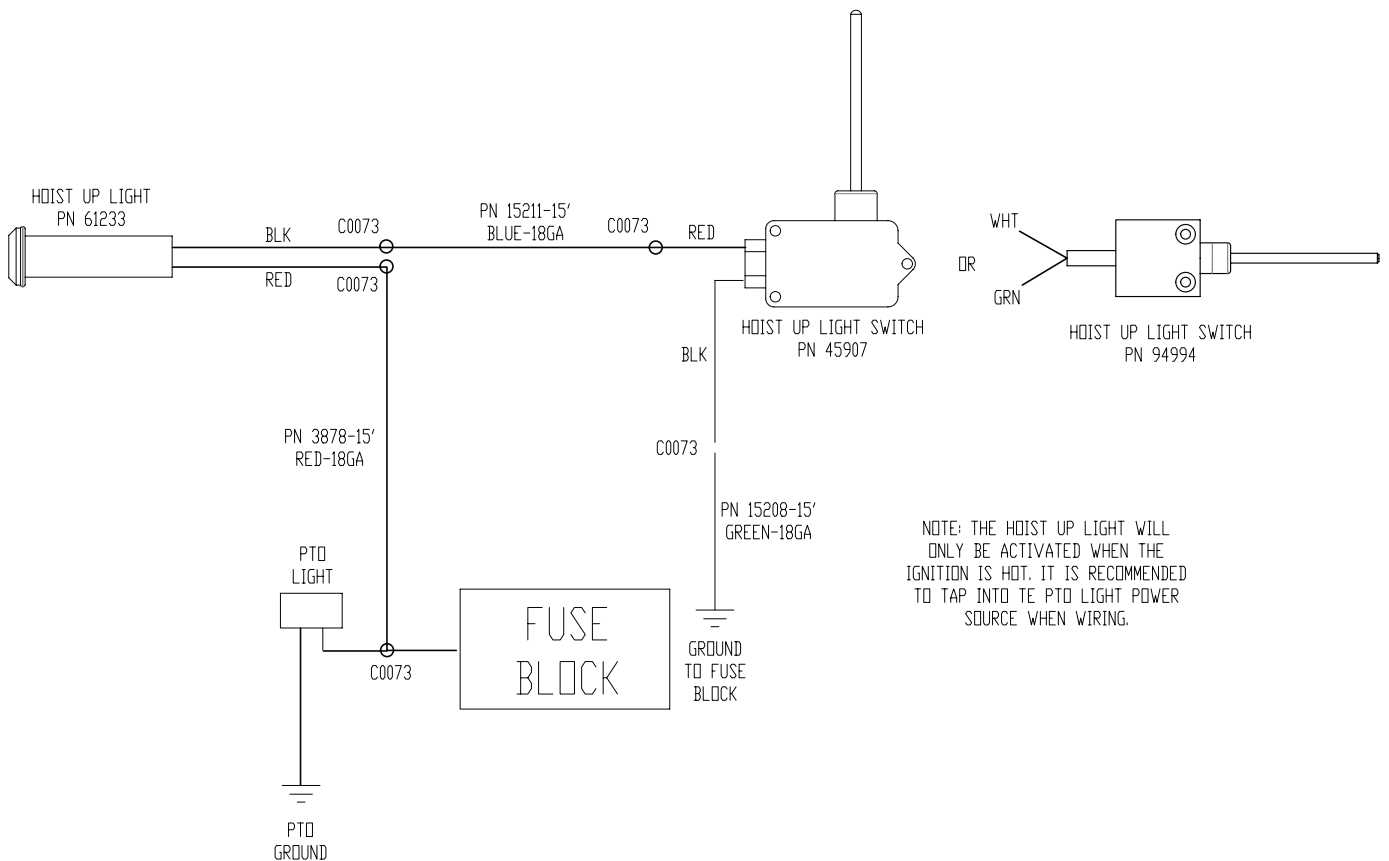 HOIST UP LIGHT
PN 61233
BLK
RED
C0073
C0073
PN 15211-15'
BLUE-18GA
C0073
RED
HOIST UP LIGHT SWITCH
PN 45907
OR
WHT
GRN
HOIST UP LIGHT SWITCH
PN 94994
BLK
C0073
PN 15208-15'
GREEN-18GA
GROUND
TO FUSE
BLOCK
PN 3878-15'
RED-18GA
PTO
LIGHT
C0073
FUSE
BLOCK
PTO
GROUND
NOTE: THE HOIST UP LIGHT WILL
ONLY BE ACTIVATED WHEN THE
IGNITION IS HOT. IT IS RECOMMENDED
TO TAP INTO TE PTO LIGHT POWER
SOURCE WHEN WIRING.